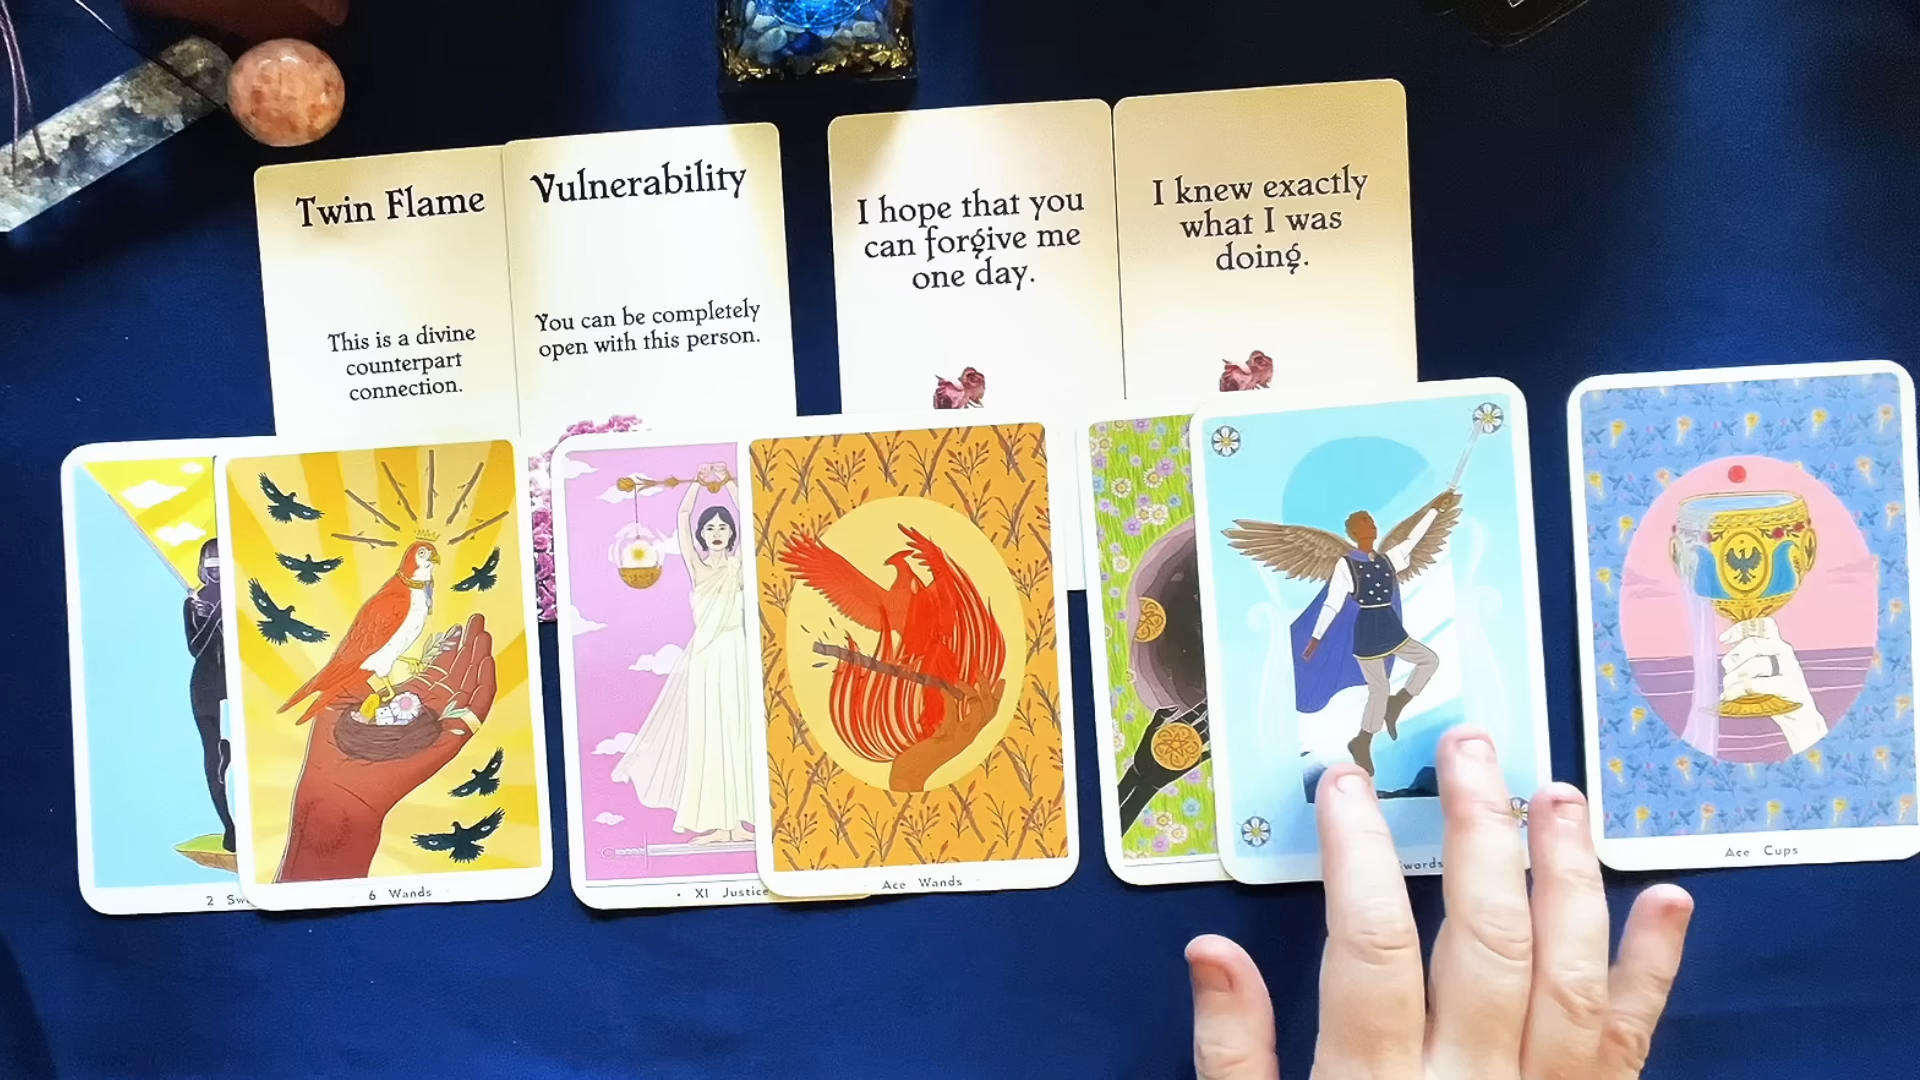 Twin Flame
This is a divine
counterpart
connection.
Vulnerability
You can be completely
open with this person.
I hope that you
can forgive me
one day.
I knew exactly
what I was
doing.
2
6 Wands
XI Justice
Ace Wands
Ace Cups